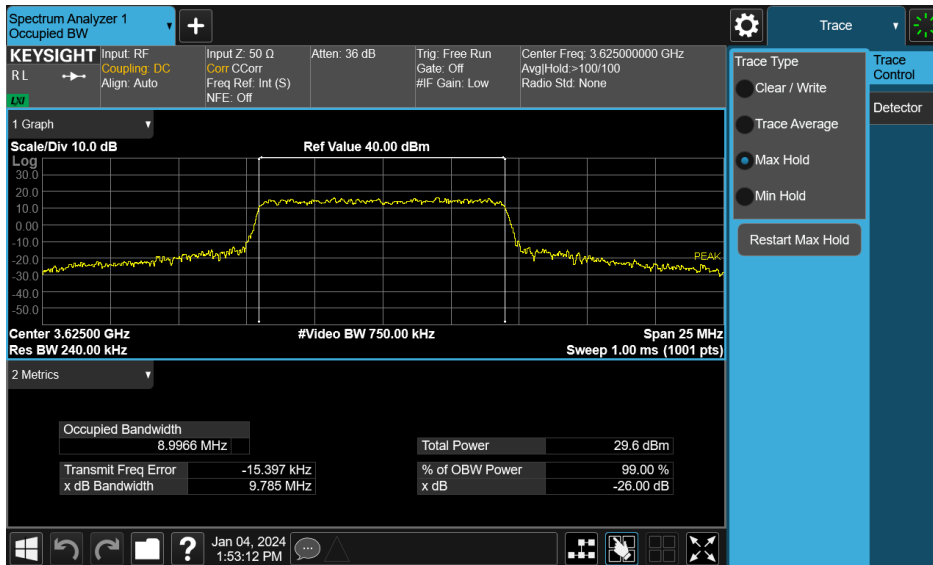 Spectrum Analyzer 1
Occupied BW
+
Trace
KEYSIGHT
RL
LXI
Input: RF
Coupling: DC
Align: Auto
Input Z: 50 Ω
Corr CCorr
Freq Ref: Int (S)
NFE: Off
Atten: 36 dB
Trig: Free Run
Gate: Off
#IF Gain: Low
Center Freq: 3.625000000 GHz
Avg|Hold:>100/100
Radio Std: None
1 Graph
Scale/Div 10.0 dB
Ref Value 40.00 dBm
Log
30.0
20.0
10.0
0.00
-10.0
-20.0
-30.0
-40.0
-50.0
PEAK
Center 3.62500 GHz
#Video BW 750.00 kHz
Span 25 MHz
Res BW 240.00 kHz
Sweep 1.00 ms (1001 pts)
2 Metrics
Occupied Bandwidth
8.9966 MHz
Total Power 29.6 dBm
Transmit Freq Error -15.397 kHz
% of OBW Power 99.00 %
x dB Bandwidth 9.785 MHz
x dB -26.00 dB
Trace Type
Clear / Write
Trace Average
Max Hold
Min Hold
Restart Max Hold
Trace
Control
Detector
?
Jan 04, 2024
1:53:12 PM